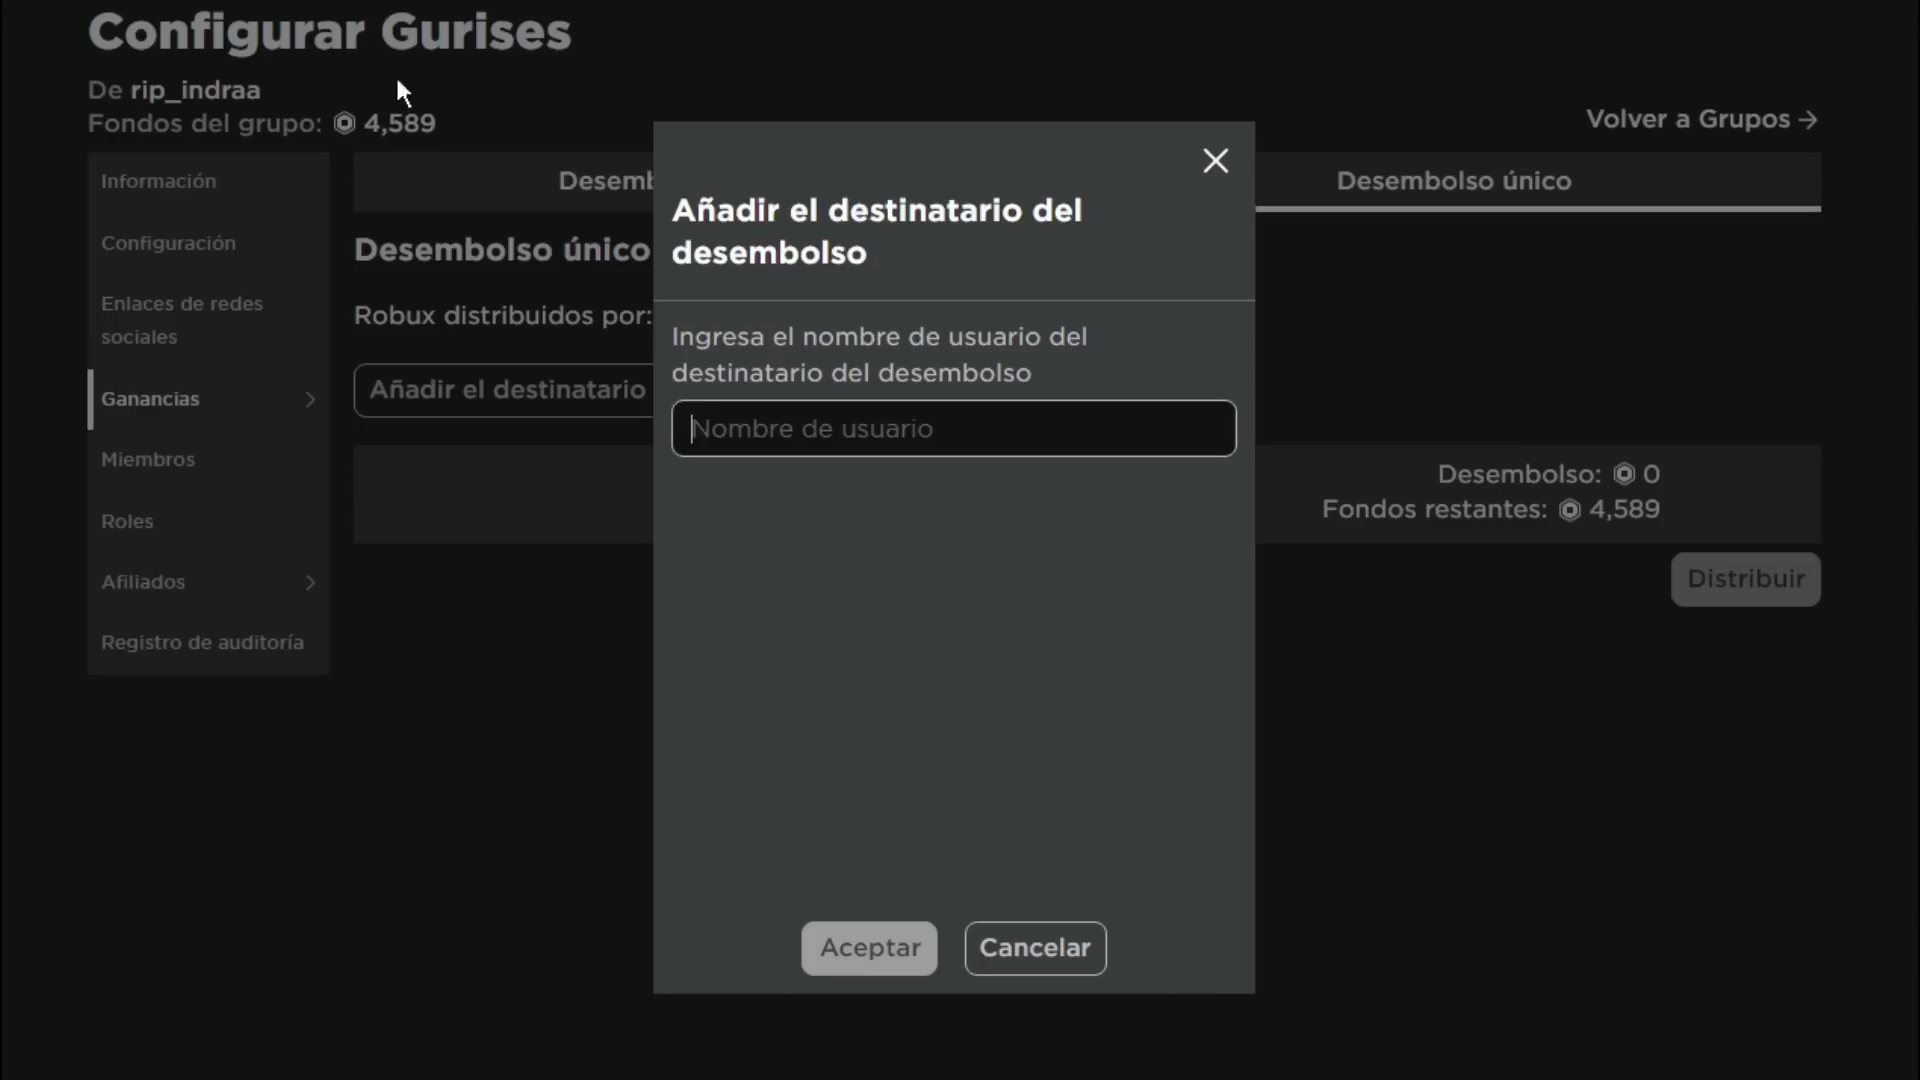 Configurar Gurises
De rip_indraa
Fondos del grupo: 4,589
Volver a Grupos →
Información
Configuración
Enlaces de redes
sociales
Ganancias
Miembros
Roles
Afiliados
Registro de auditoría
Desemb
Desembolso único
Desembolso único
Robux distribuidos por:
Añadir el destinatario
Desembolso: 0
Fondos restantes: 4,589
Distribuir
Añadir el destinatario del
desembolso
Ingresa el nombre de usuario del
destinatario del desembolso
Nombre de usuario
Aceptar
Cancelar